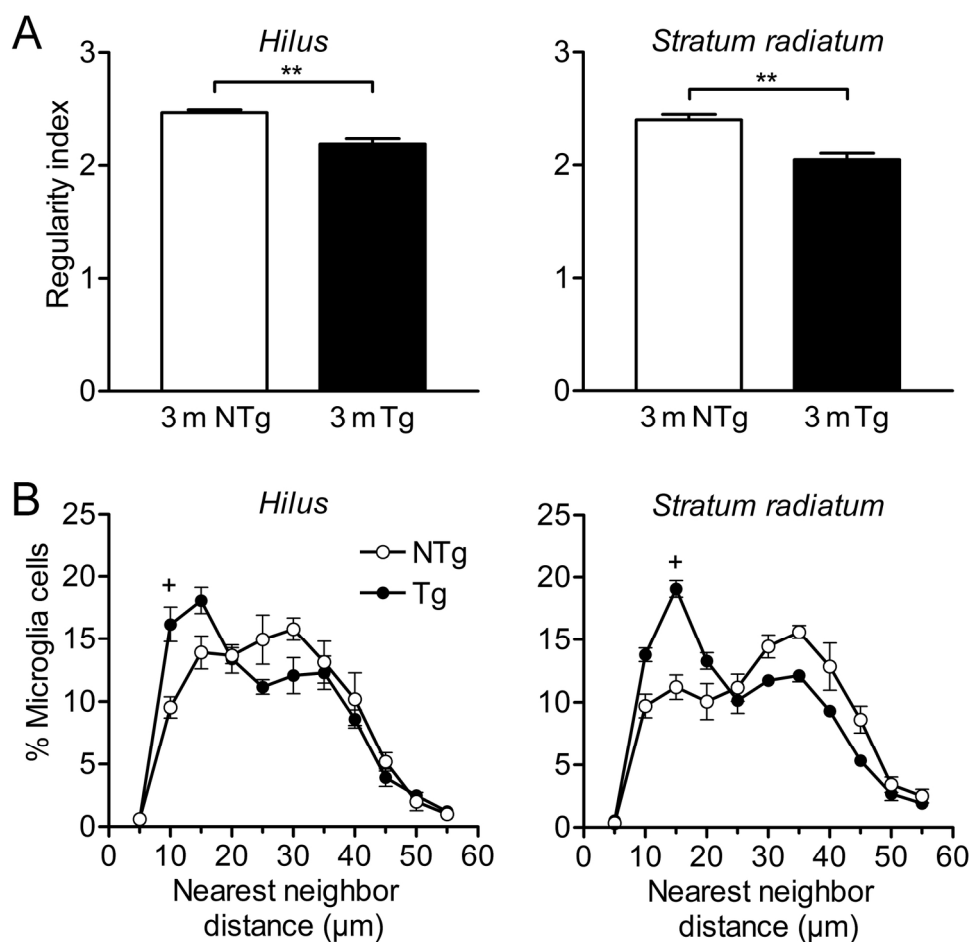 A
Hilus
Stratum radiatum
3
2
1
0
Regularity index
**
3 m NTg
3 m Tg
3
2
1
0
**
3 m NTg
3 m Tg
B
Hilus
Stratum radiatum
25
20
15
10
5
0
% Microglia cells
+
NTg
Tg
0 10 20 30 40 50 60
Nearest neighbor
distance (µm)
25
20
15
10
5
0
+
0 10 20 30 40 50 60
Nearest neighbor
distance (µm)